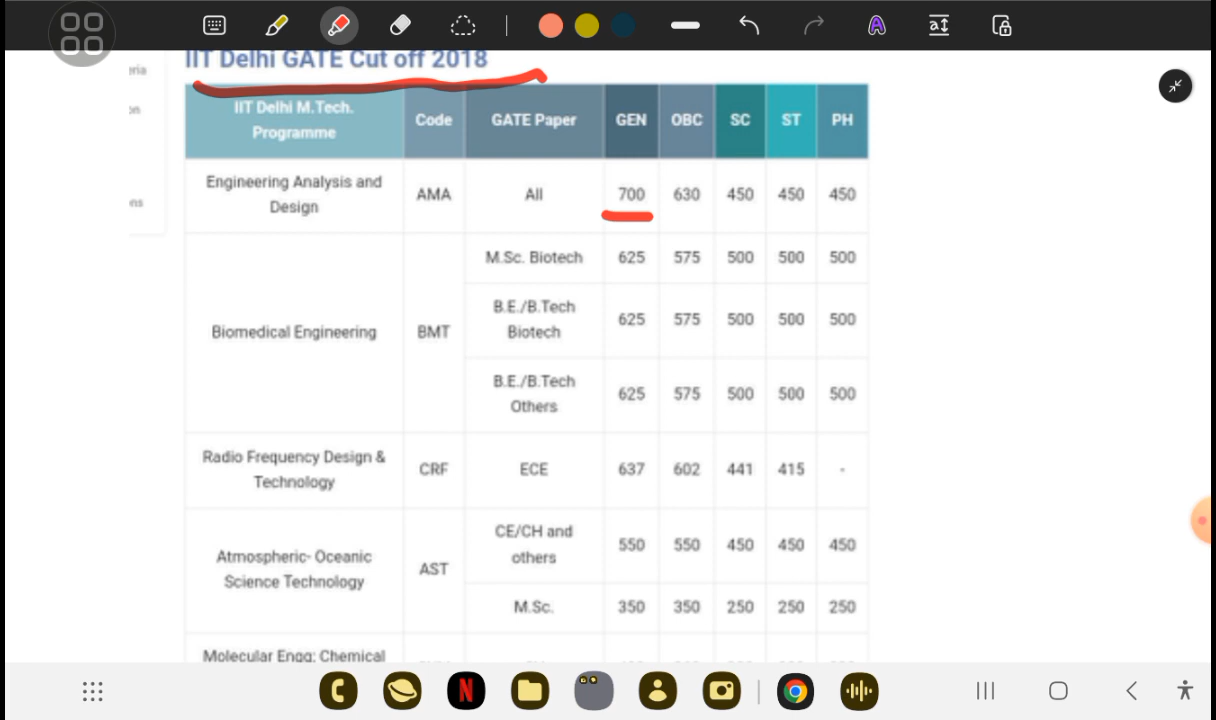 IIT Delhi GATE Cut off 2018
IIT Delhi M.Tech.
Programme
Code
GATE Paper
GEN
OBC
SC
ST
PH
Engineering Analysis and
Design
AMA
All
700
630
450
450
450
Biomedical Engineering
BMT
M.Sc. Biotech
625
575
500
500
500
B.E./B.Tech
Biotech
625
575
500
500
500
B.E./B.Tech
Others
625
575
500
500
500
Radio Frequency Design &
Technology
CRF
ECE
637
602
441
415
-
Atmospheric- Oceanic
Science Technology
AST
CE/CH and
others
550
550
450
450
450
M.Sc.
350
350
250
250
250
Molecular Engg: Chemical